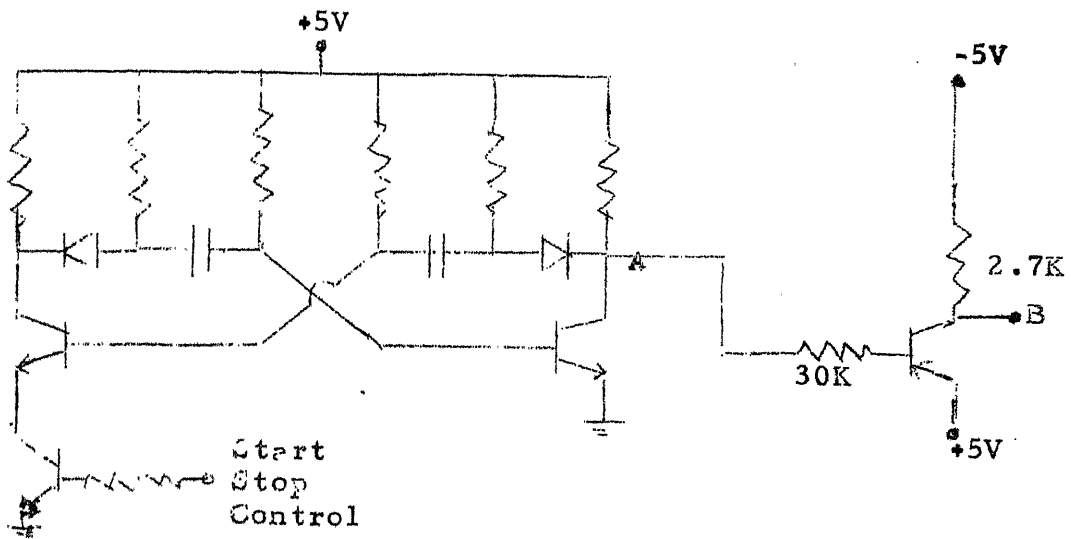 +5V
-5V
A
2.7K
B
30K
+5V
Start
Stop
Control